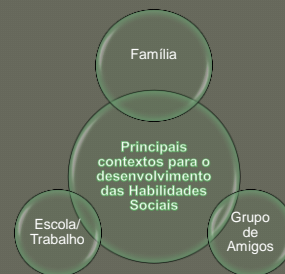 Família
Principais
contextos para o
desenvolvimento
das Habilidades
Sociais
Escola/
Trabalho
Grupo
de
Amigos